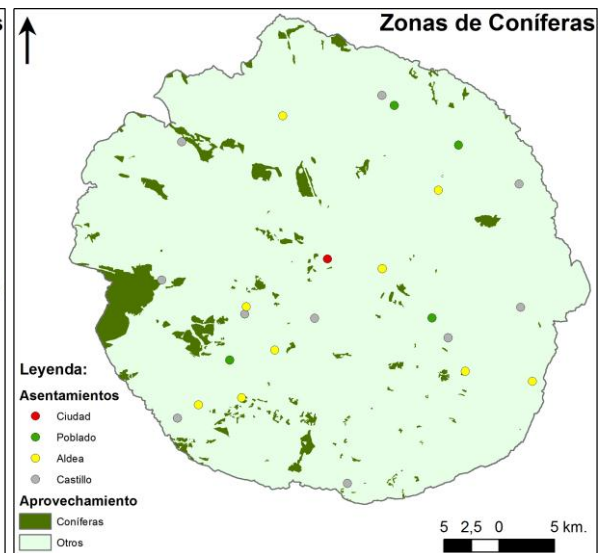 Zonas de Coníferas
Leyenda:
Asentamientos
Ciudad
Poblado
Aldea
Castillo
Aprovechamiento
Coníferas
Otros
5 2,5 0 5 km.